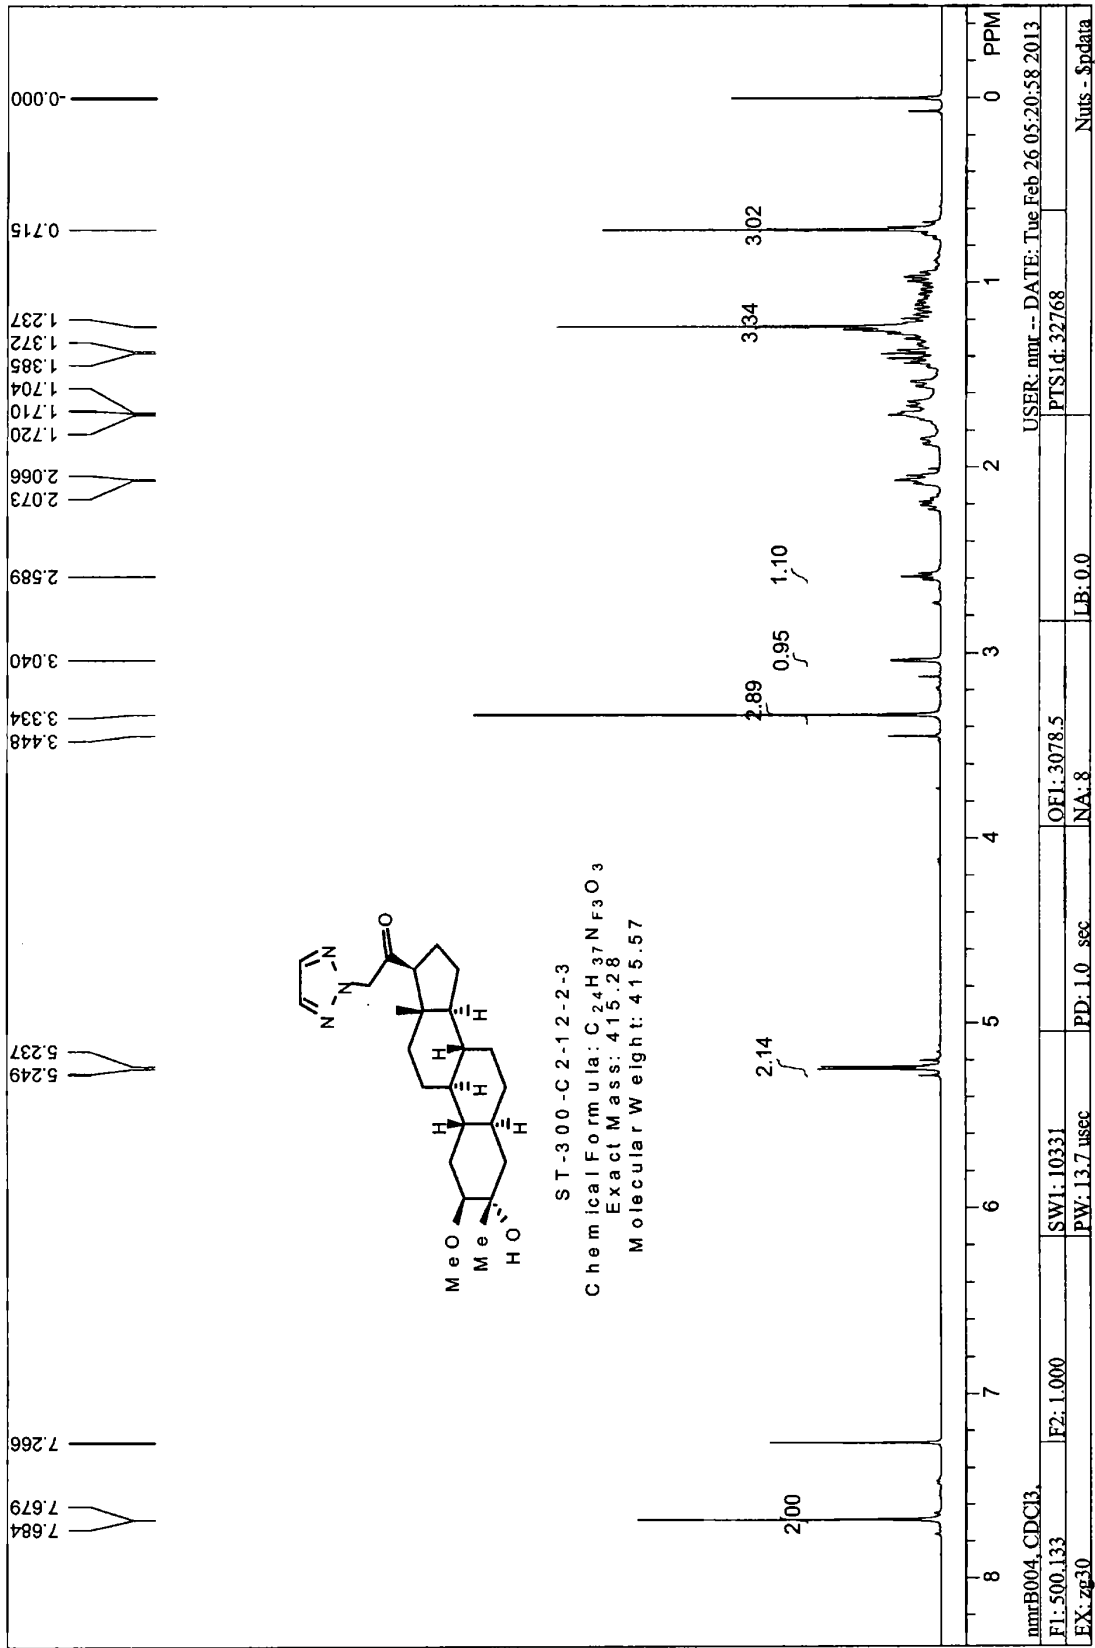 7.684
7.679
7.266
5.249
5.237
3.448
3.334
3.040
2.589
2.073
2.066
1.720
1.710
1.704
1.385
1.372
1.237
0.715
-0.000
N
N
N
O
H
H
H
H
H
MeO
Me
HO
ST-300-C2-12-2-3
Chemical Formula: C24H37NF3O3
Exact Mass: 415.28
Molecular Weight: 415.57
2.00
2.14
2.89
0.95
1.10
3.34
3.02
8 7 6 5 4 3 2 1 0 PPM
nmrB004, CDCl3,
USER: nmr -- DATE: Tue Feb 26 05:20:58 2013
F1: 500.133 F2: 1.000 SW1: 10331 OF1: 3078.5 PTS1d: 32768
EX: zg30 PW: 13.7 usec PD: 1.0 sec NA: 8 LB: 0.0 Nuts - $pdata